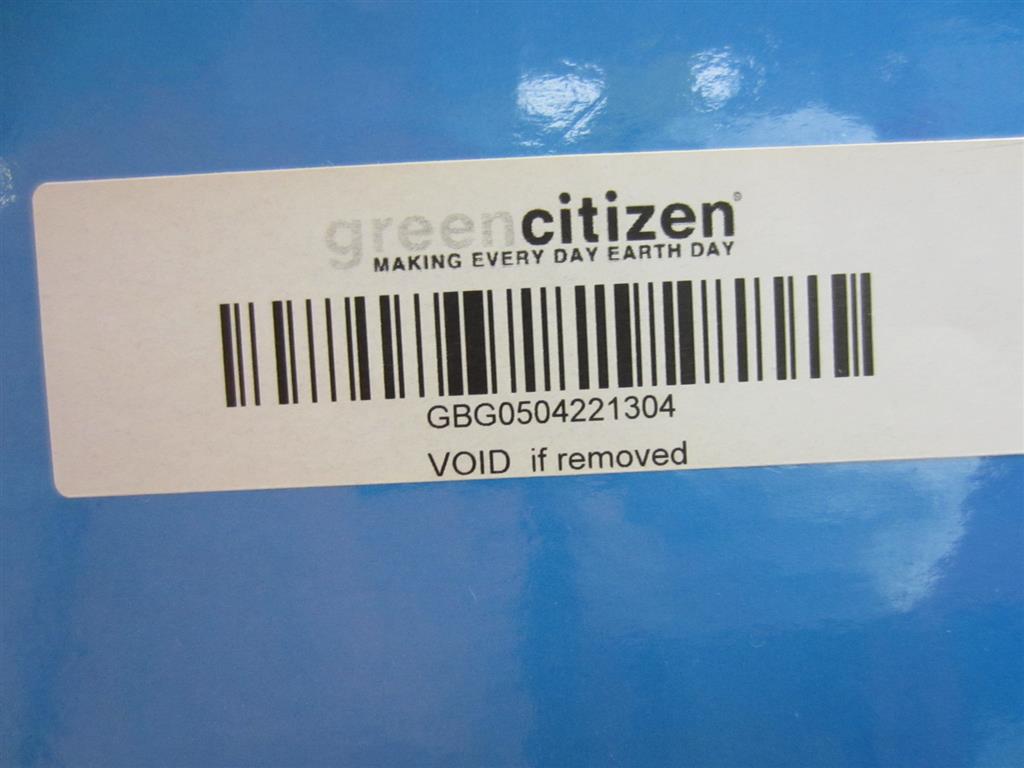 greencitizen®
MAKING EVERY DAY EARTH DAY
GBG0504221304
VOID if removed